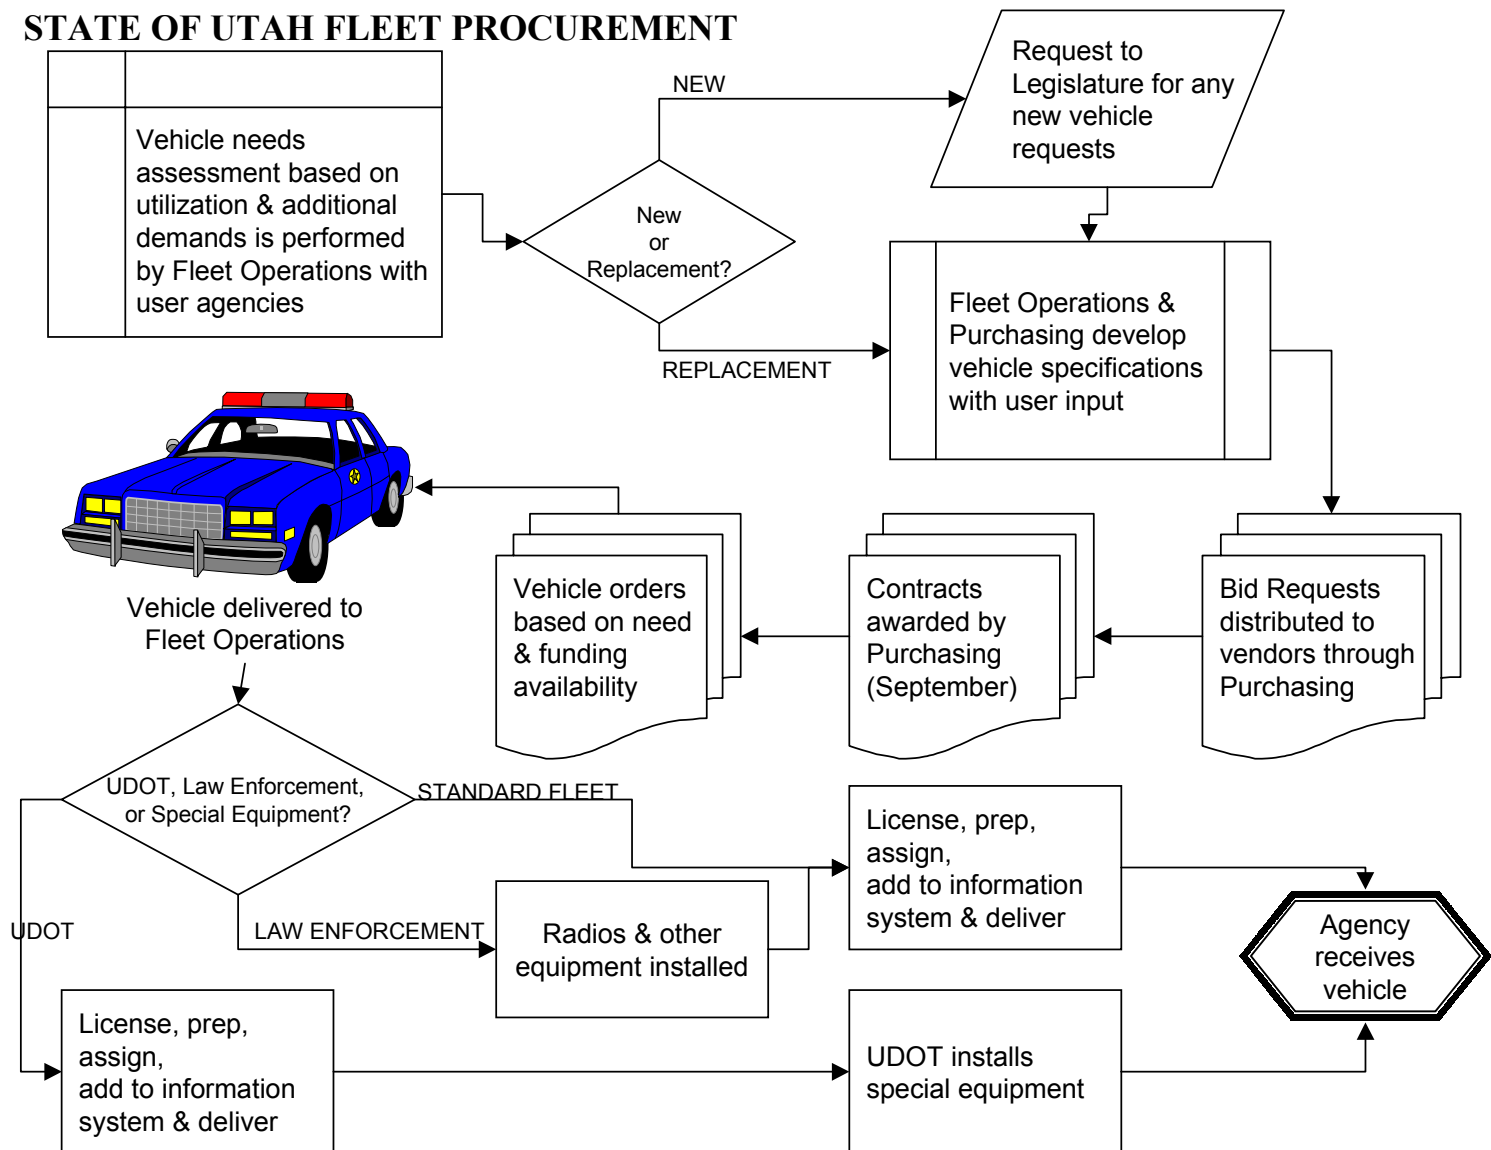 STATE OF UTAH FLEET PROCUREMENT
Vehicle needs
assessment based on
utilization & additional
demands is performed
by Fleet Operations with
user agencies
New
or
Replacement?
NEW
Request to
Legislature for any
new vehicle
requests
REPLACEMENT
Fleet Operations &
Purchasing develop
vehicle specifications
with user input
Bid Requests
distributed to
vendors through
Purchasing
Contracts
awarded by
Purchasing
(September)
Vehicle orders
based on need
& funding
availability
Vehicle delivered to
Fleet Operations
UDOT, Law Enforcement,
or Special Equipment?
STANDARD FLEET
License, prep,
assign,
add to information
system & deliver
LAW ENFORCEMENT
Radios & other
equipment installed
UDOT
License, prep,
assign,
add to information
system & deliver
UDOT installs
special equipment
Agency
receives
vehicle